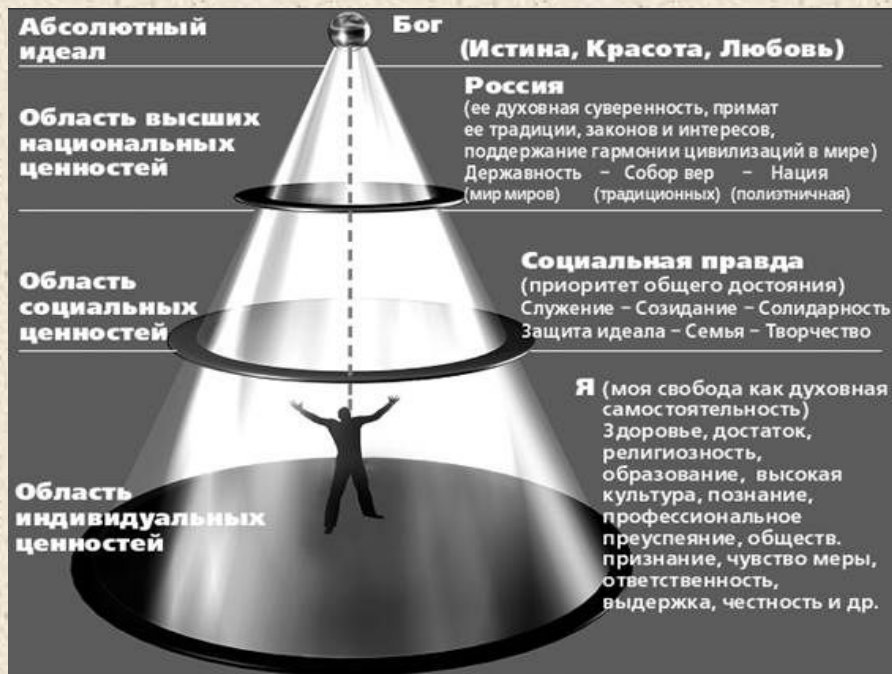 Абсолютный
идеал
Бог
(Истина, Красота, Любовь)
Область высших
национальных
ценностей
Россия
(ее духовная суверенность, примат
ее традиции, законов и интересов,
поддержание гармонии цивилизаций в мире)
Державность – Собор вер – Нация
(мир миров) (традиционных) (полиэтничная)
Область
социальных
ценностей
Социальная правда
(приоритет общего достояния)
Служение – Созидание – Солидарность
Защита идеала – Семья – Творчество
Область
индивидуальных
ценностей
Я (моя свобода как духовная
самостоятельность)
Здоровье, достаток,
религиозность,
образование, высокая
культура, познание,
профессиональное
преуспеяние, обществ.
признание, чувство меры,
ответственность,
выдержка, честность и др.